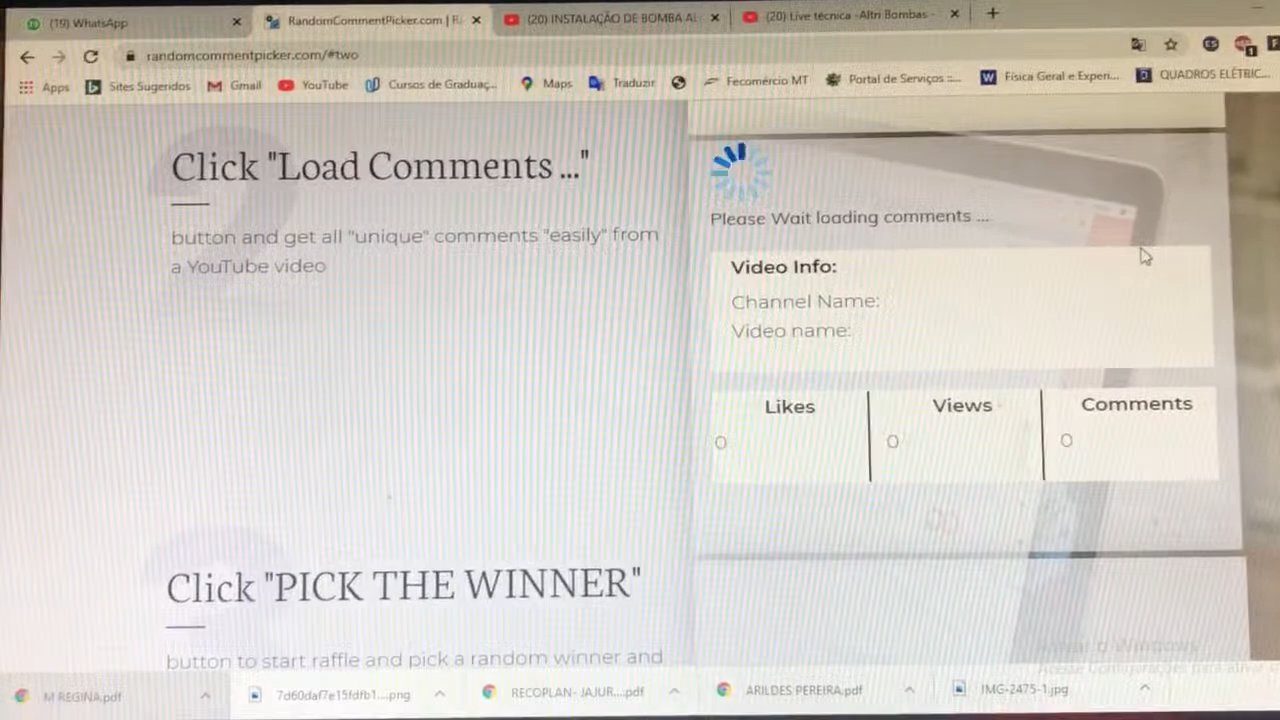 (19) WhatsApp
RandomCommentPicker.com | R
(20) INSTALAÇÃO DE BOMBA AL
(20) Live técnica -Altri Bombas -
randomcommentpicker.com/#two
Apps
Sites Sugeridos
Gmail
YouTube
Cursos de Graduaç...
Maps
Traduzir
Fecomércio MT
Portal de Serviços ::...
Física Geral e Experi...
QUADROS ELÉTRIC...
Click "Load Comments ..."
button and get all "unique" comments "easily" from
a YouTube video
Please Wait loading comments ...
Video Info:
Channel Name:
Video name:
Likes
Views
Comments
0
0
0
Click "PICK THE WINNER"
button to start raffle and pick a random winner and
Windows
M REGINA.pdf
7d60daf7e15fdfb1....png
RECOPLAN- JAJUR....pdf
ARILDES PEREIRA.pdf
IMG-2475-1.jpg